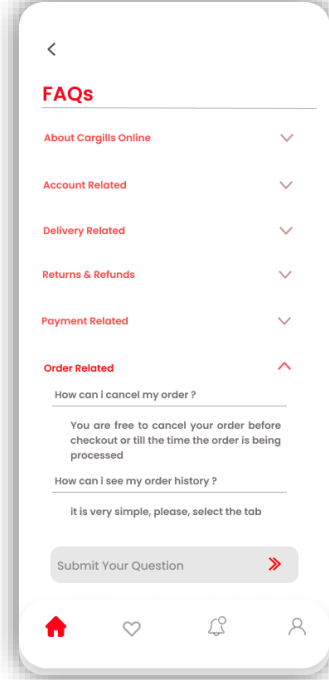 FAQs
About Cargills Online
Account Related
Delivery Related
Returns & Refunds
Payment Related
Order Related
How can i cancel my order ?
You are free to cancel your order before
checkout or till the time the order is being
processed
How can i see my order history ?
it is very simple, please, select the tab
Submit Your Question